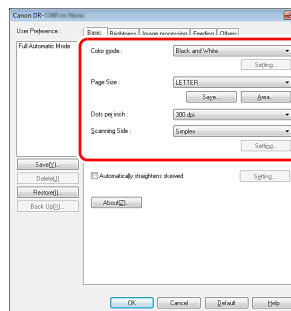 Canon DR-
User Preference :
Full Automatic Mode
Basic Brightness Image processing Feeding Others
Color mode : Black and White
Setting...
Page Size : LETTER
Save... Area...
Dots per inch : 300 dpi
Scanning Side : Simplex
Setting...
Save(Y)...
Delete(J)
Restore(I)...
Back Up(X)...
Automatically straightens skewed Setting...
About(Z)...
OK Cancel Default Help